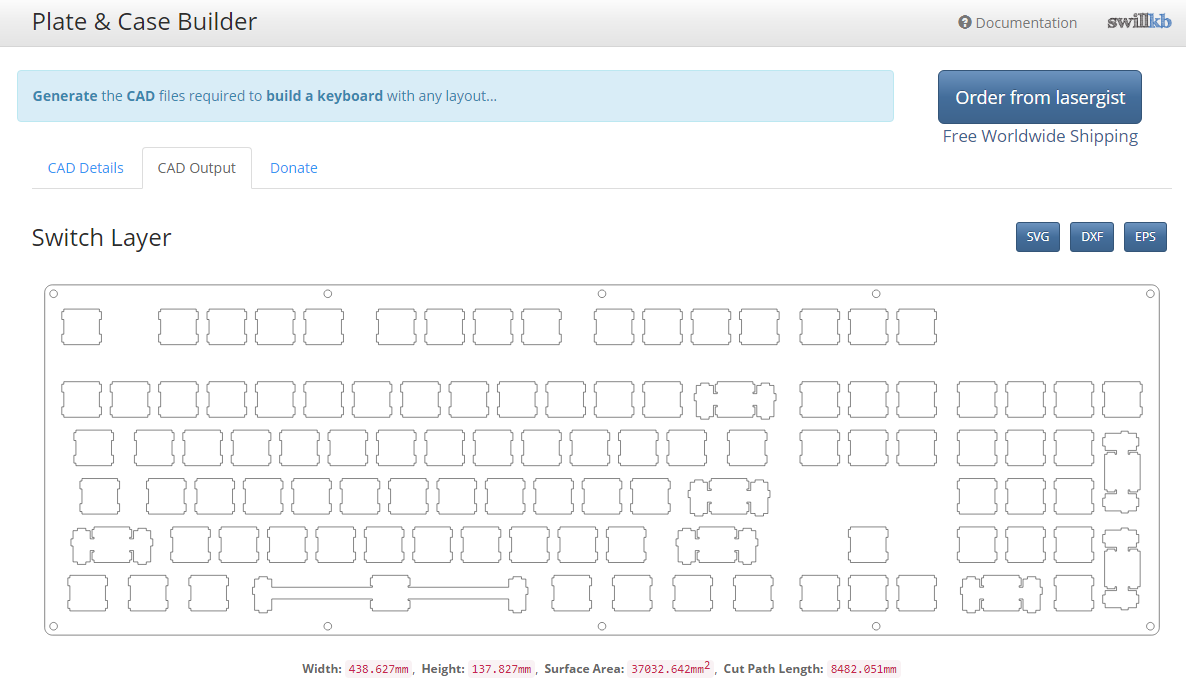 Plate & Case Builder
Documentation
swillkb
Generate the CAD files required to build a keyboard with any layout...
Order from lasergist
Free Worldwide Shipping
CAD Details
CAD Output
Donate
Switch Layer
SVG
DXF
EPS
Width: 438.627mm, Height: 137.827mm, Surface Area: 37032.642mm², Cut Path Length: 8482.051mm